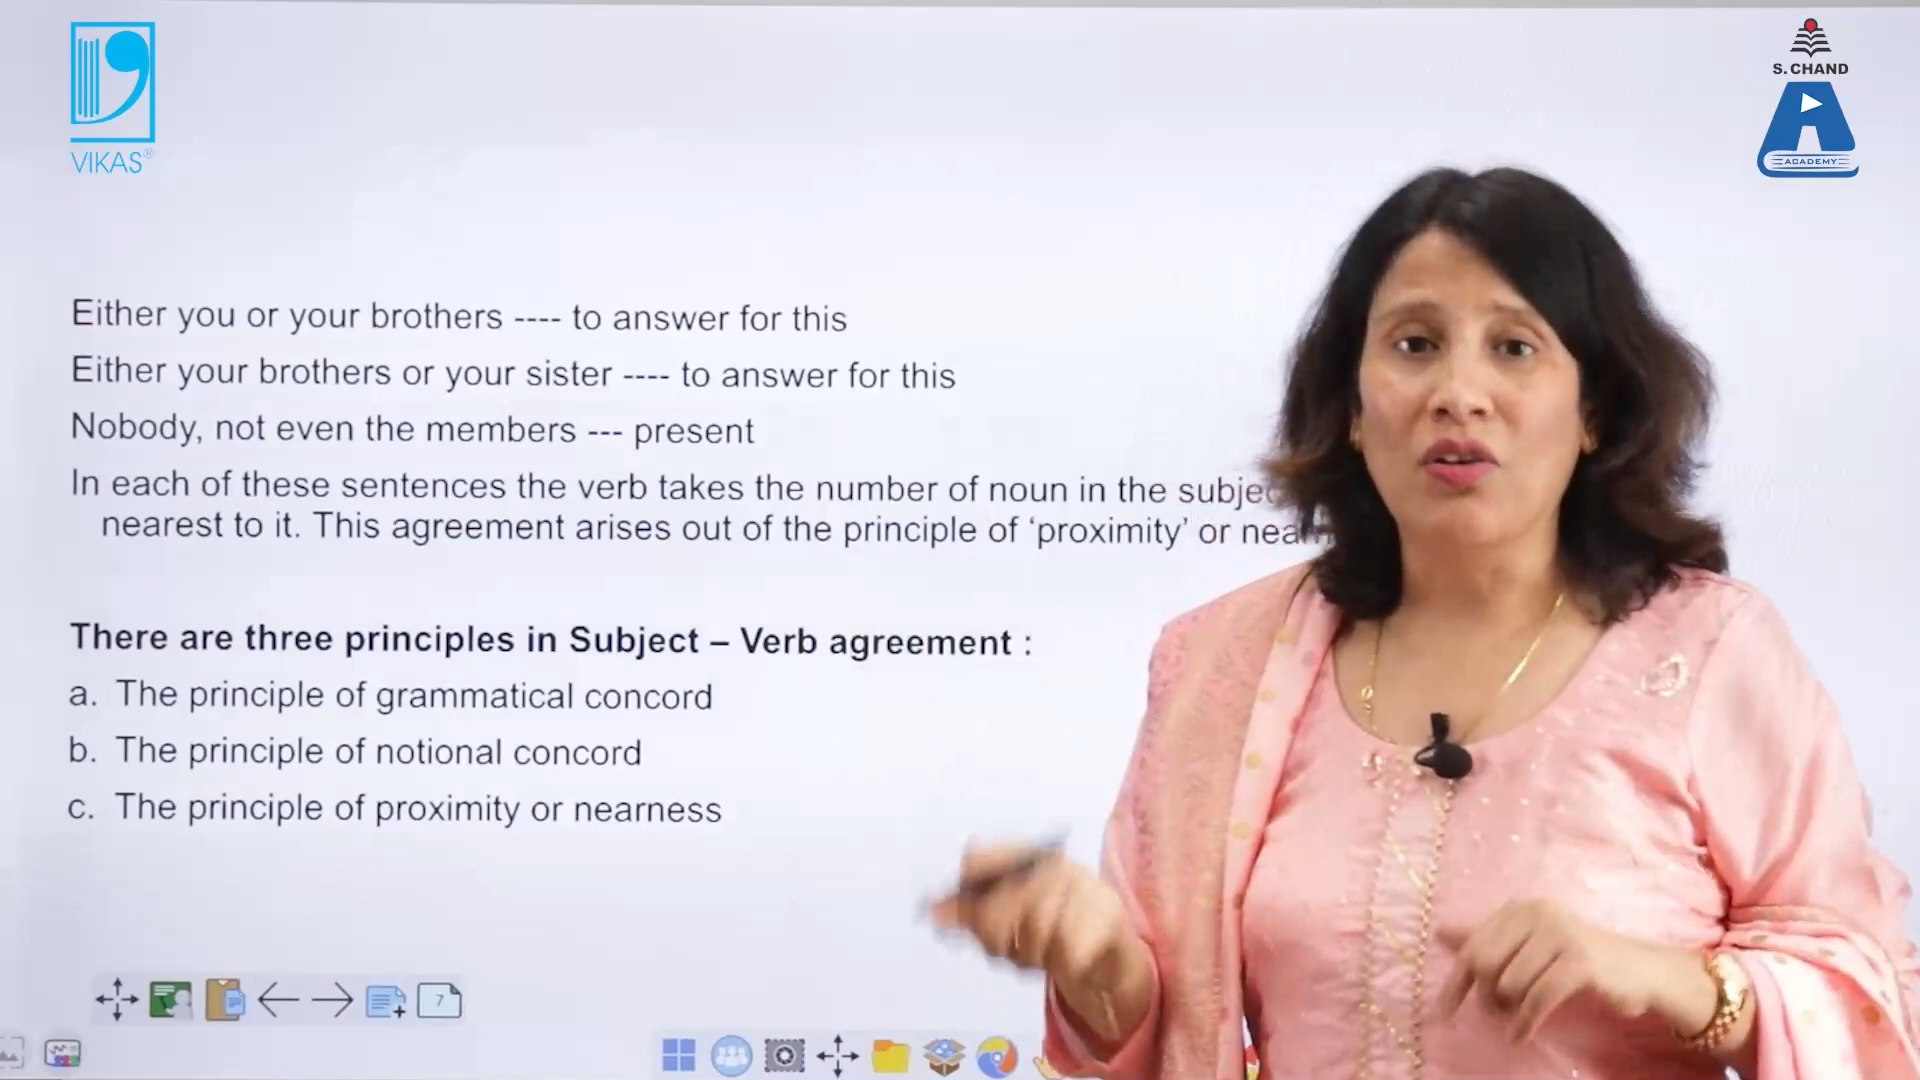 VIKAS®
S. CHAND
ACADEMY
Either you or your brothers ---- to answer for this
Either your brothers or your sister ---- to answer for this
Nobody, not even the members --- present
In each of these sentences the verb takes the number of noun in the
nearest to it. This agreement arises out of the principle of ‘proximity’ or
There are three principles in Subject – Verb agreement :
a. The principle of grammatical concord
b. The principle of notional concord
c. The principle of proximity or nearness
7